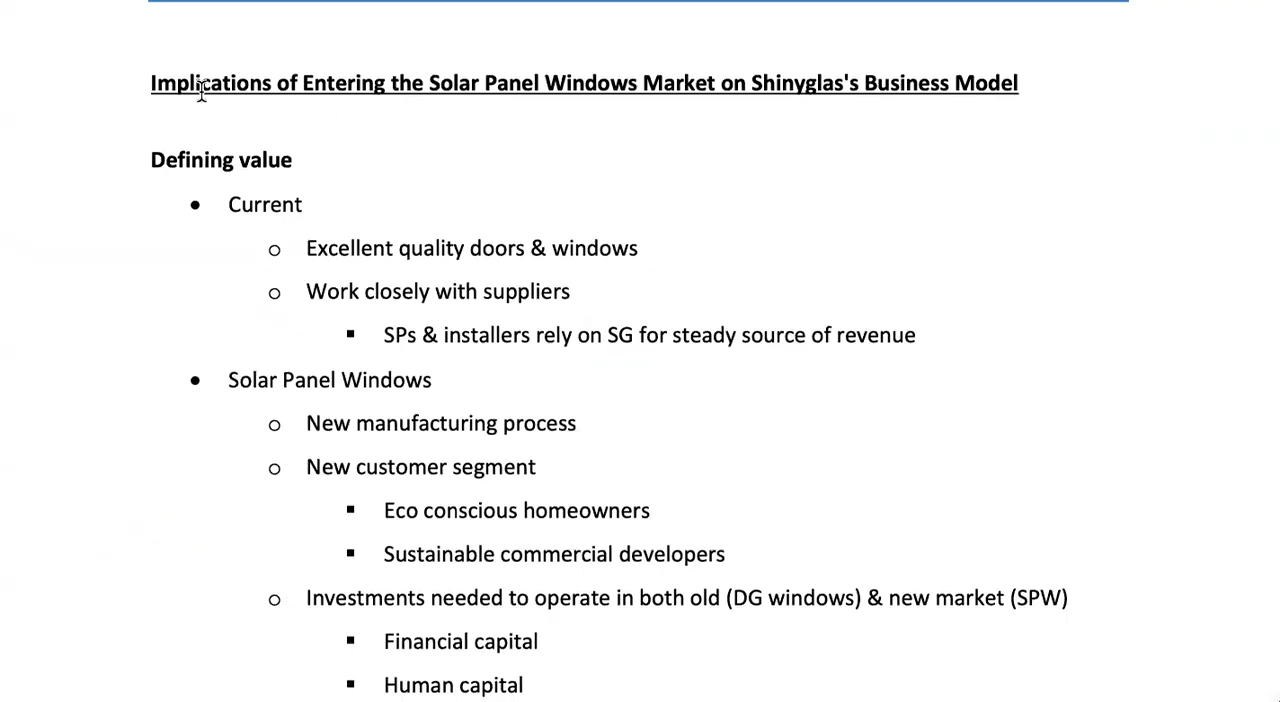 Implications of Entering the Solar Panel Windows Market on Shinyglas's Business Model
Defining value
• Current
o Excellent quality doors & windows
o Work closely with suppliers
▪ SPs & installers rely on SG for steady source of revenue
• Solar Panel Windows
o New manufacturing process
o New customer segment
▪ Eco conscious homeowners
▪ Sustainable commercial developers
o Investments needed to operate in both old (DG windows) & new market (SPW)
▪ Financial capital
▪ Human capital